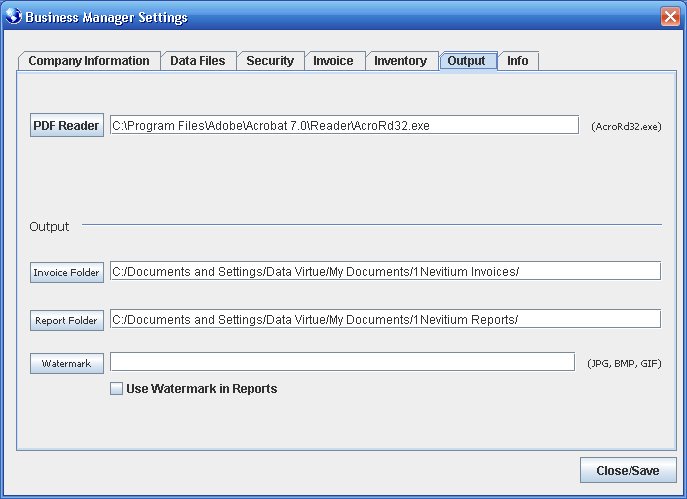 Business Manager Settings
Company Information Data Files Security Invoice Inventory Output Info
PDF Reader C:\Program Files\Adobe\Acrobat 7.0\Reader\AcroRd32.exe (AcroRd32.exe)
Output
Invoice Folder C:/Documents and Settings/Data Virtue/My Documents/1Nevitium Invoices/
Report Folder C:/Documents and Settings/Data Virtue/My Documents/1Nevitium Reports/
Watermark (JPG, BMP, GIF)
Use Watermark in Reports
Close/Save